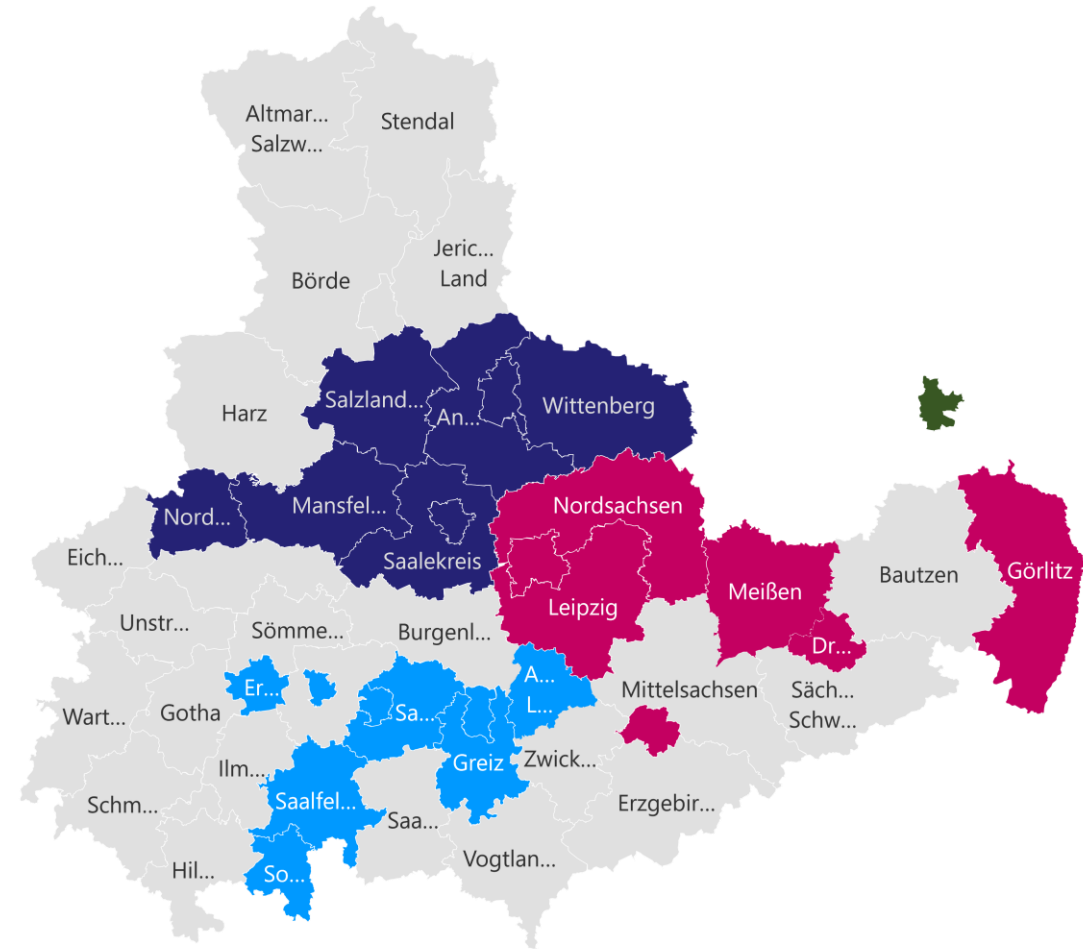 Altmar...
Salzw...
Stendal
Jeric...
Land
Börde
Harz
Salzland...
An...
Wittenberg
Nord...
Mansfel...
Nordsachsen
Saalekreis
Eich...
Bautzen
Görlitz
Meißen
Leipzig
Unstr...
Sömme...
Burgenl...
Dr...
Er...
A...
L...
Mittelsachsen
Säch...
Schw...
Wart...
Gotha
Sa...
Ilm...
Greiz
Zwick...
Schm...
Saalfel...
Saa...
Erzgebir...
Hil...
So...
Vogtlan...